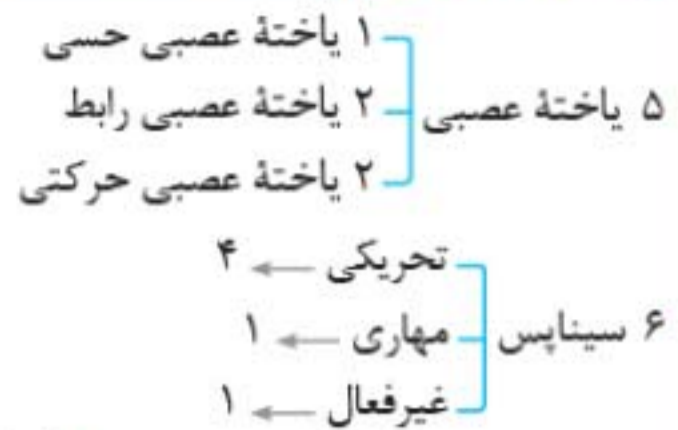 ۱ یاختهٔ عصبی حسی
۵ یاختهٔ عصبی
۲ یاختهٔ عصبی رابط
۲ یاختهٔ عصبی حرکتی
تحریکی ← ۴
۶ سیناپس
مهاری ← ۱
غیرفعال ← ۱